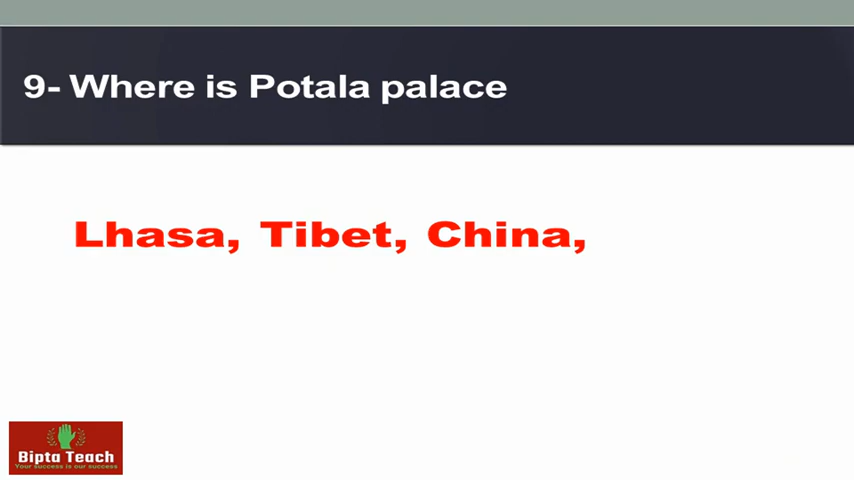 9- Where is Potala palace
Lhasa, Tibet, China,
Bipta Teach
Your success is our success